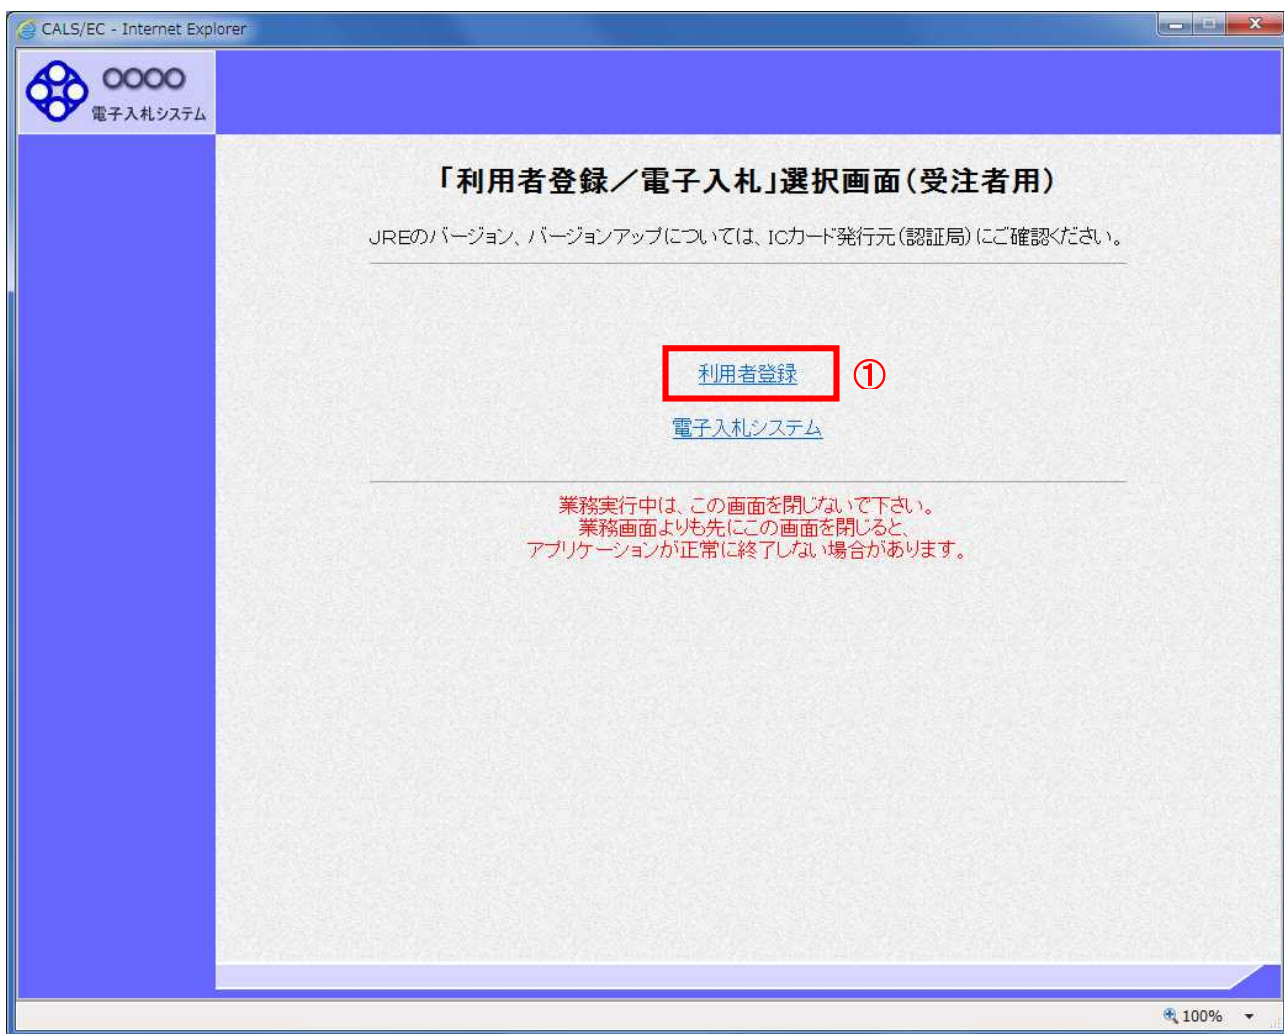 CALS/EC - Internet Explorer
○○○○
電子入札システム
「利用者登録／電子入札」選択画面(受注者用)
JREのバージョン、バージョンアップについては、ICカード発行元(認証局)にご確認ください。
利用者登録
①
電子入札システム
業務実行中は、この画面を閉じないで下さい。
業務画面よりも先にこの画面を閉じると、
アプリケーションが正常に終了しない場合があります。
100%